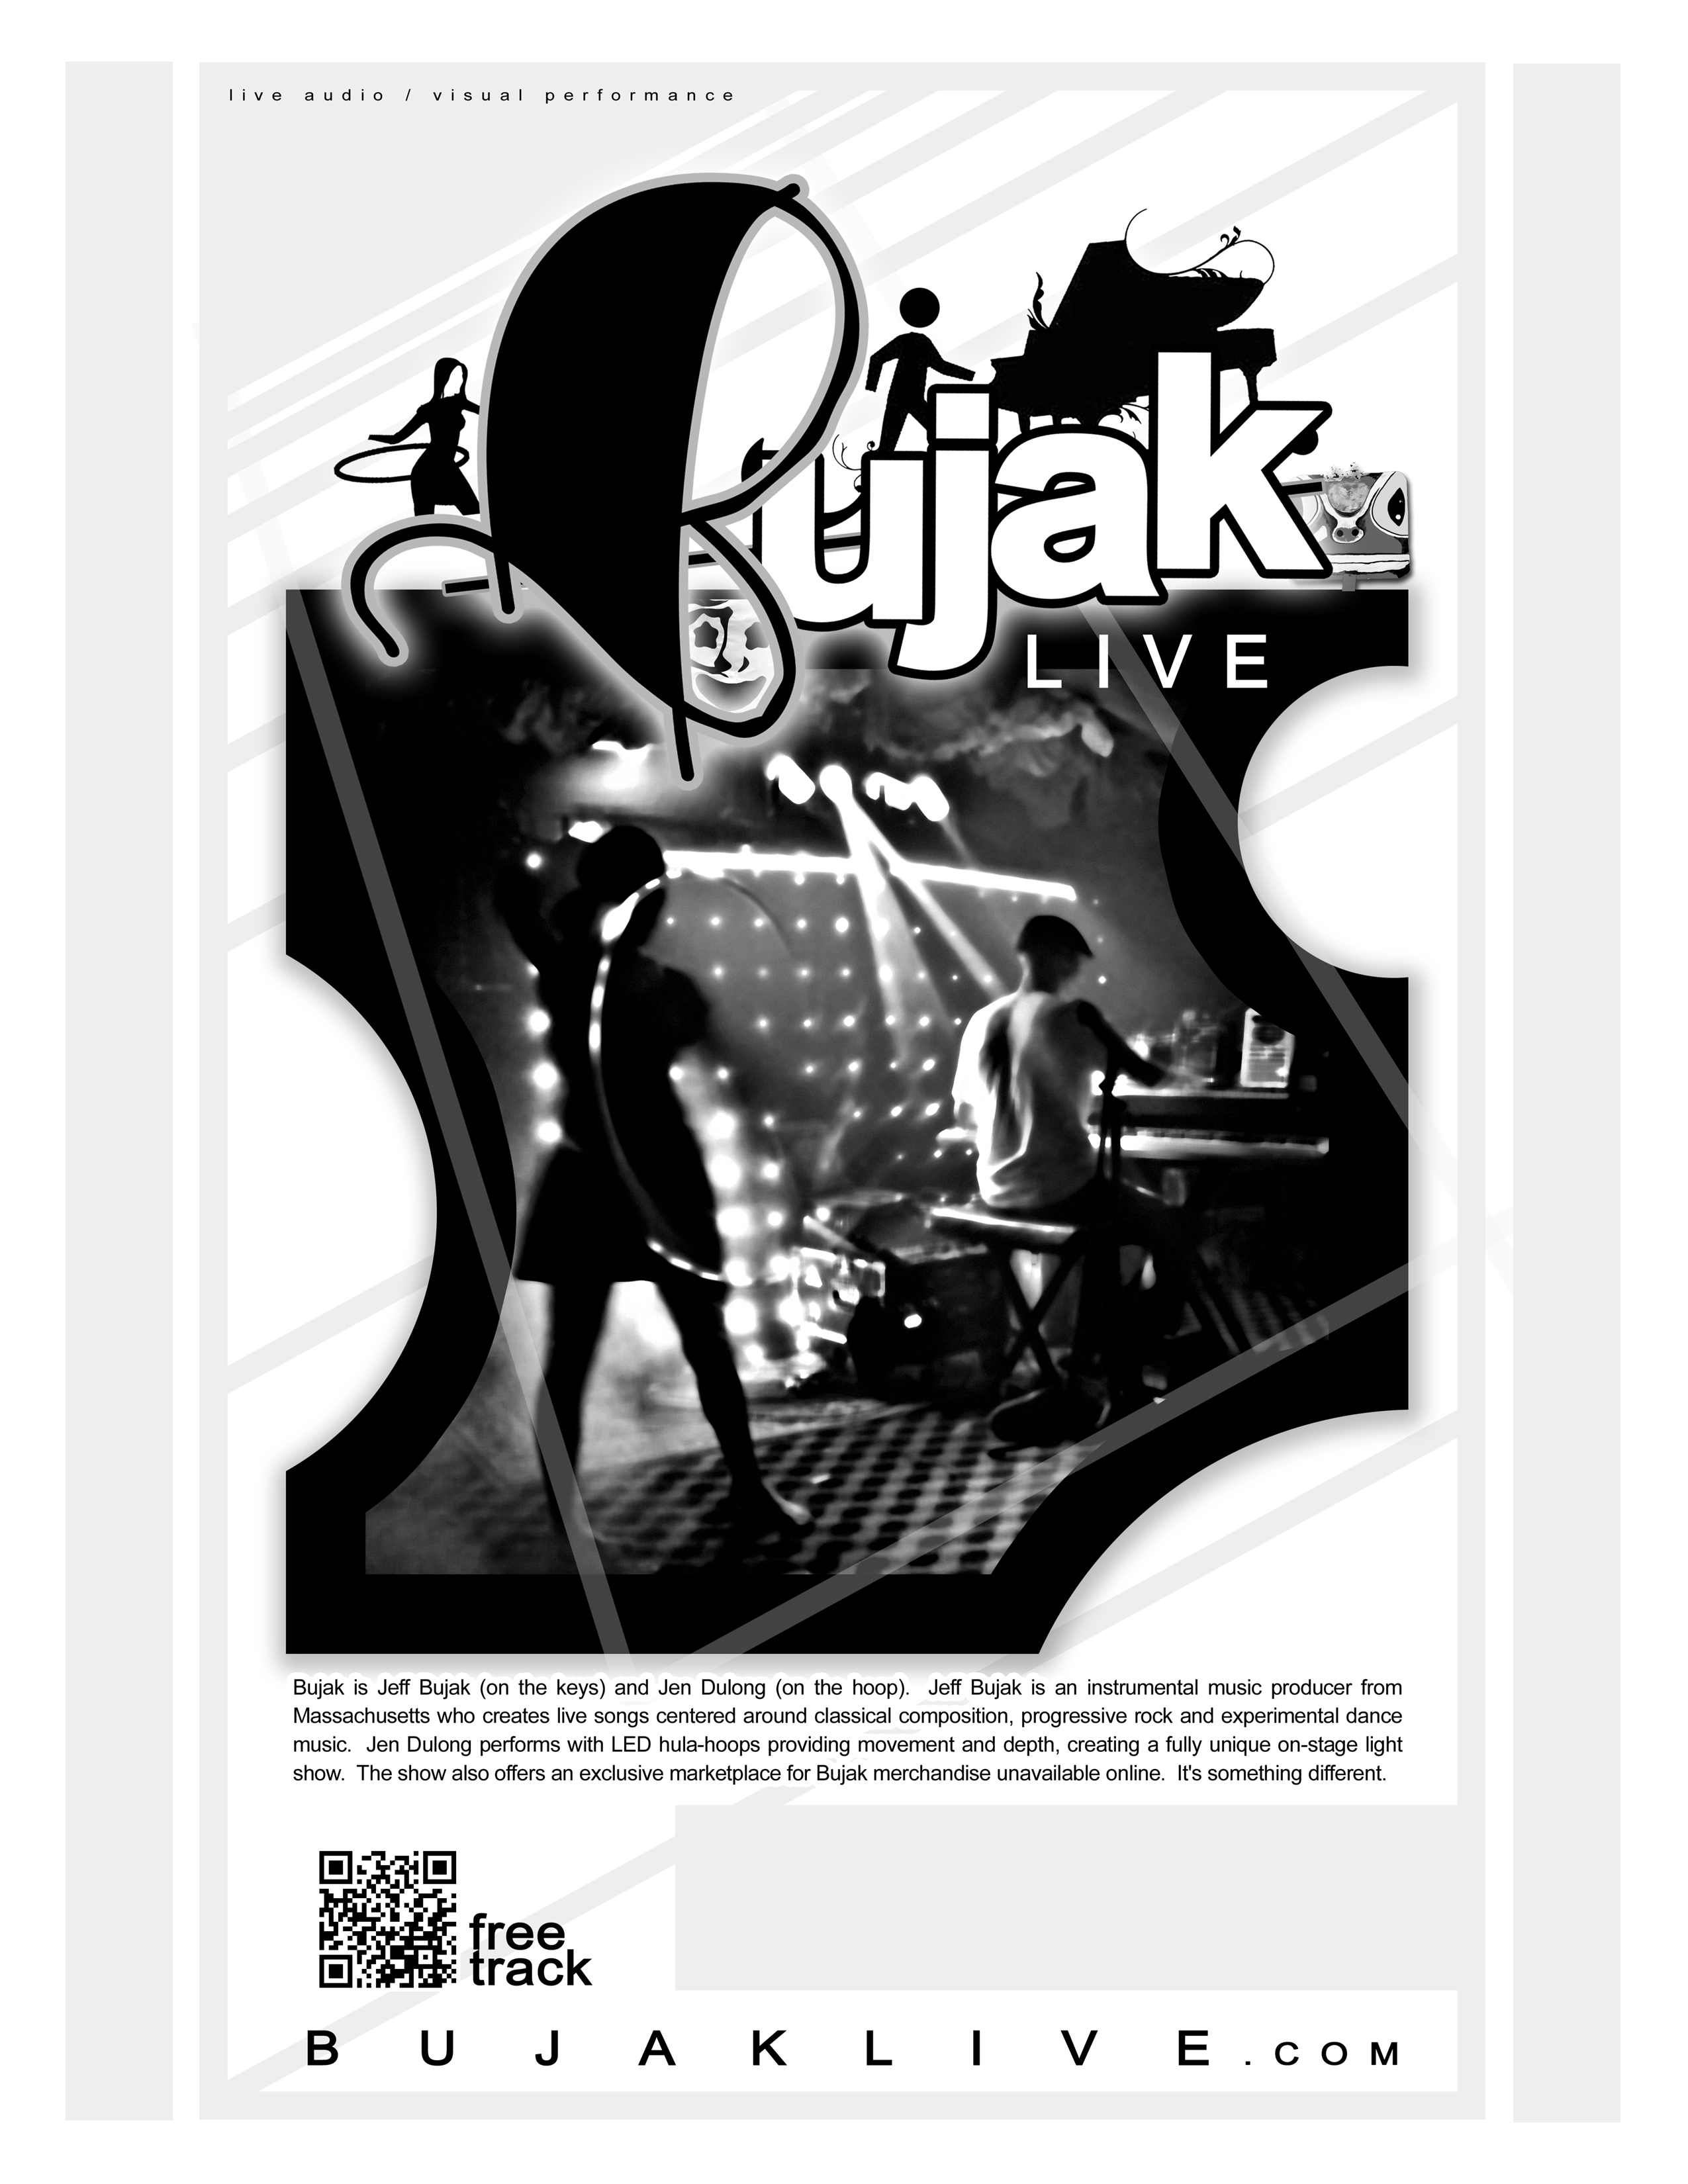 live audio / visual performance
Bujak
LIVE
Bujak is Jeff Bujak (on the keys) and Jen Dulong (on the hoop).  Jeff Bujak is an instrumental music producer from
Massachusetts who creates live songs centered around classical composition, progressive rock and experimental dance
music.  Jen Dulong performs with LED hula-hoops providing movement and depth, creating a fully unique on-stage light
show.  The show also offers an exclusive marketplace for Bujak merchandise unavailable online.  It's something different.
free
track
BUJAKLIVE.COM